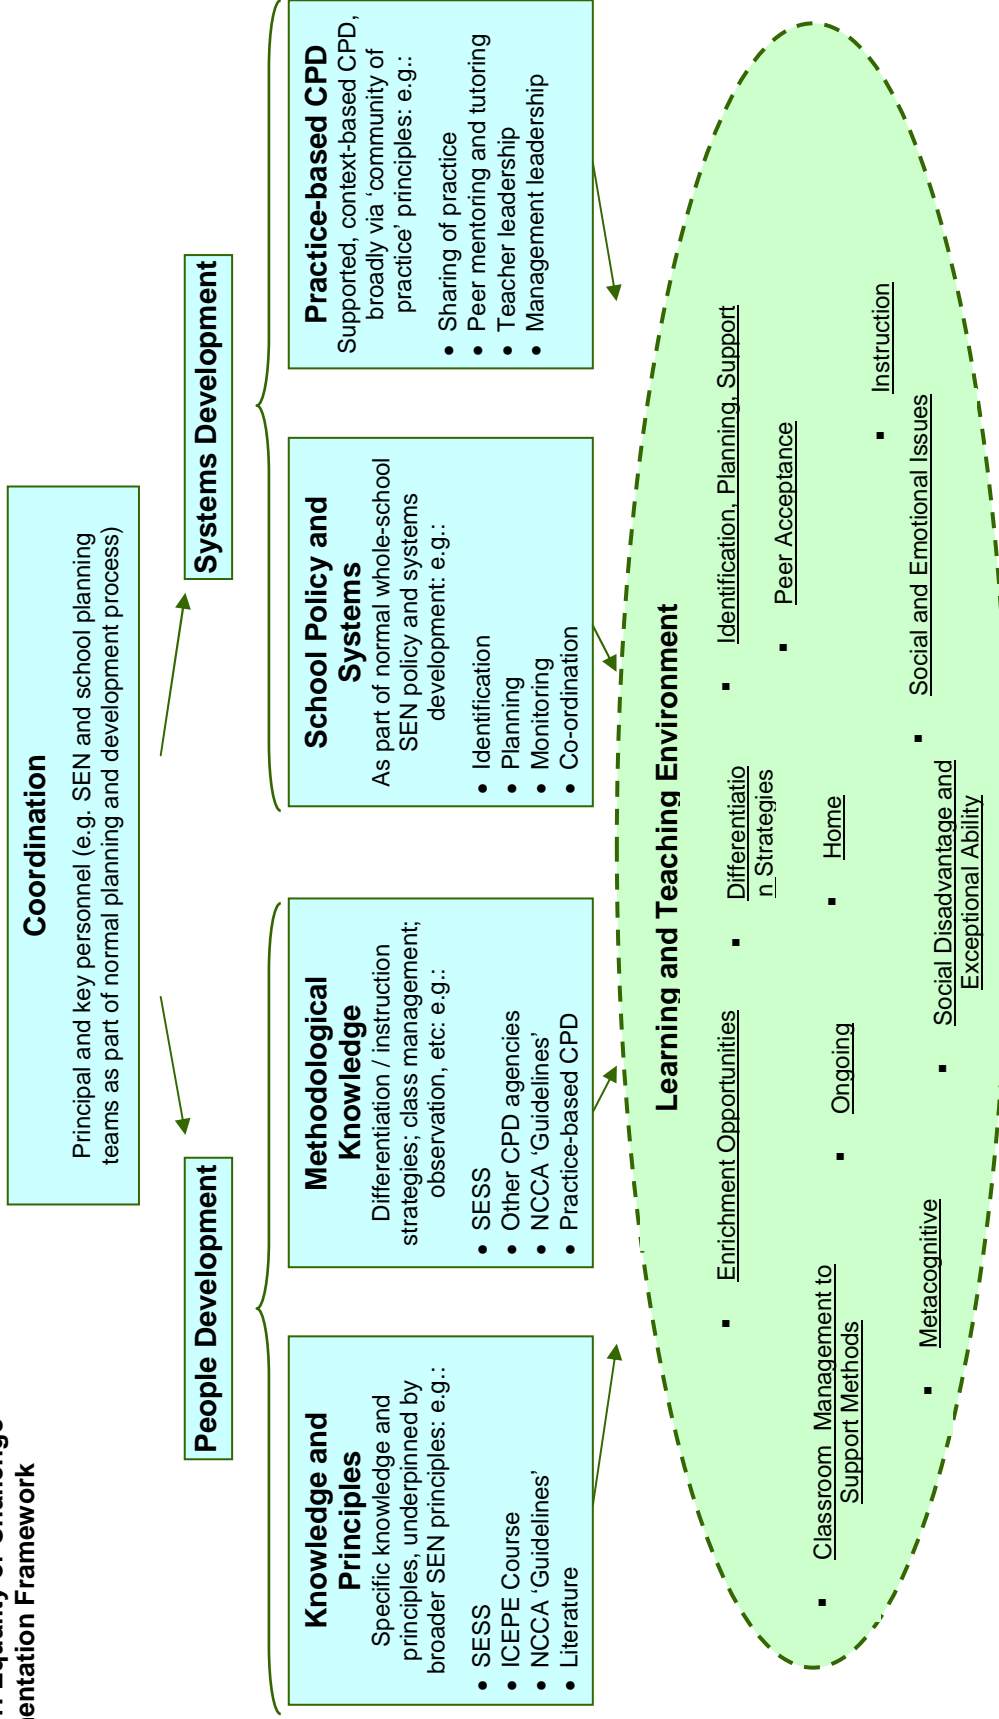 Equality of Challenge
Framework
Coordination
Principal and key personnel (e.g. SEN and school planning
teams as part of normal planning and development process)
People Development
Systems Development
Knowledge and
Principles
Specific knowledge and
principles, underpinned by
broader SEN principles: e.g.:
• SESS
• ICEPE Course
• NCCA ‘Guidelines’
• Literature
Methodological
Knowledge
Differentiation / instruction
strategies; class management;
observation, etc: e.g.:
• SESS
• Other CPD agencies
• NCCA ‘Guidelines’
• Practice-based CPD
School Policy and
Systems
As part of normal whole-school
SEN policy and systems
development: e.g.:
• Identification
• Planning
• Monitoring
• Co-ordination
Practice-based CPD
Supported, context-based CPD,
broadly via ‘community of
practice’ principles: e.g.:
• Sharing of practice
• Peer mentoring and tutoring
• Teacher leadership
• Management leadership
Learning and Teaching Environment
▪ Enrichment Opportunities
▪ Differentiatio
n Strategies
▪ Identification, Planning, Support
▪ Peer Acceptance
▪ Classroom Management to
Support Methods
▪ Ongoing
▪ Home
▪ Instruction
▪ Metacognitive
▪ Social Disadvantage and
Exceptional Ability
▪ Social and Emotional Issues